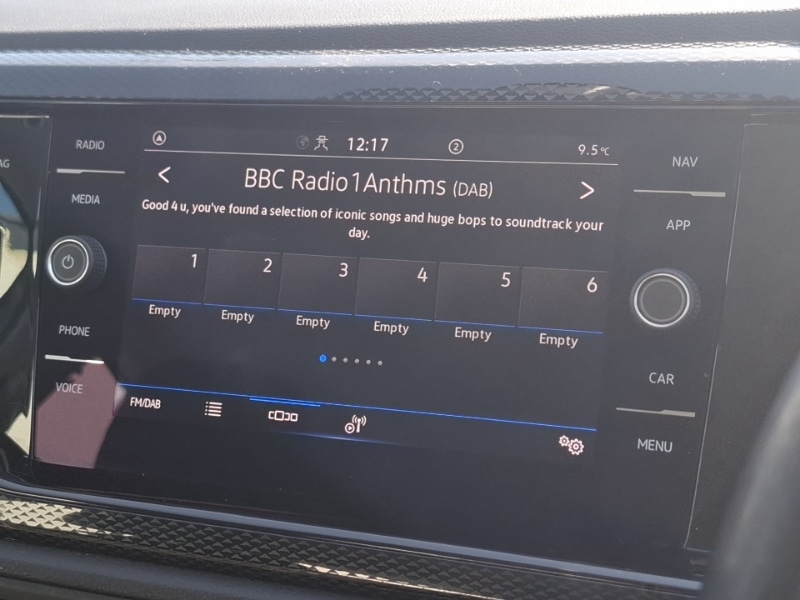 AG
RADIO
MEDIA
PHONE
VOICE
12:17
2
9.5°C
BBC Radio1Anthms (DAB)
Good 4 u, you've found a selection of iconic songs and huge bops to soundtrack your
day.
1 2 3 4 5 6
Empty Empty Empty Empty Empty Empty
FM/DAB
NAV
APP
CAR
MENU